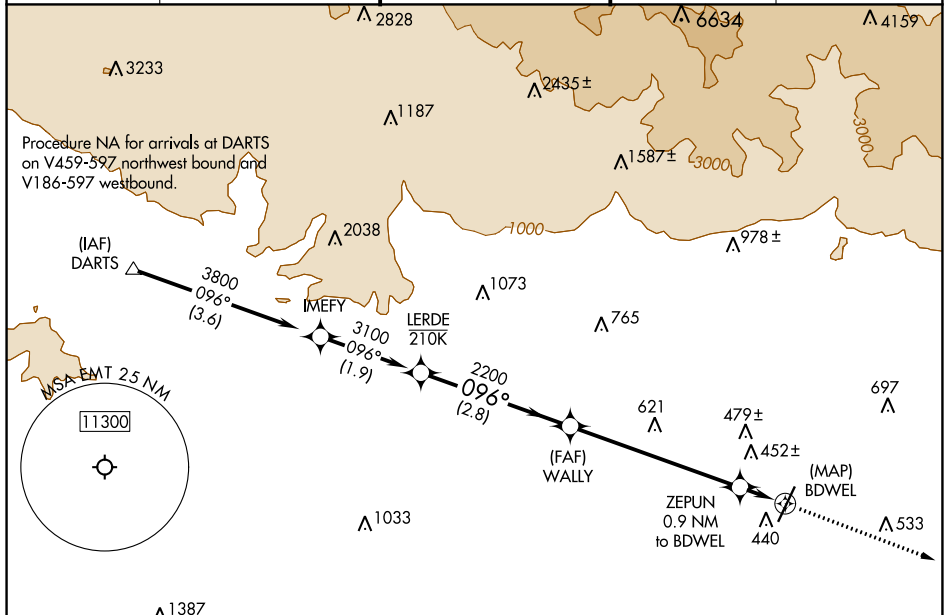 2828
6634
4159
3233
2435±
1187
Procedure NA for arrivals at DARTS
on V459-597 northwest bound and
V186-597 westbound.
1587±
3000
3000
1000
2038
978±
(IAF)
DARTS
3800
096°
(3.6)
IMEFY
1073
LERDE
210K
3100
096°
(1.9)
765
2200
096°
(2.8)
MSA EMT 25 NM
11300
697
621
479±
452±
(FAF)
WALLY
(MAP)
BDWEL
ZEPUN
0.9 NM
to BDWEL
440
533
1033
1387